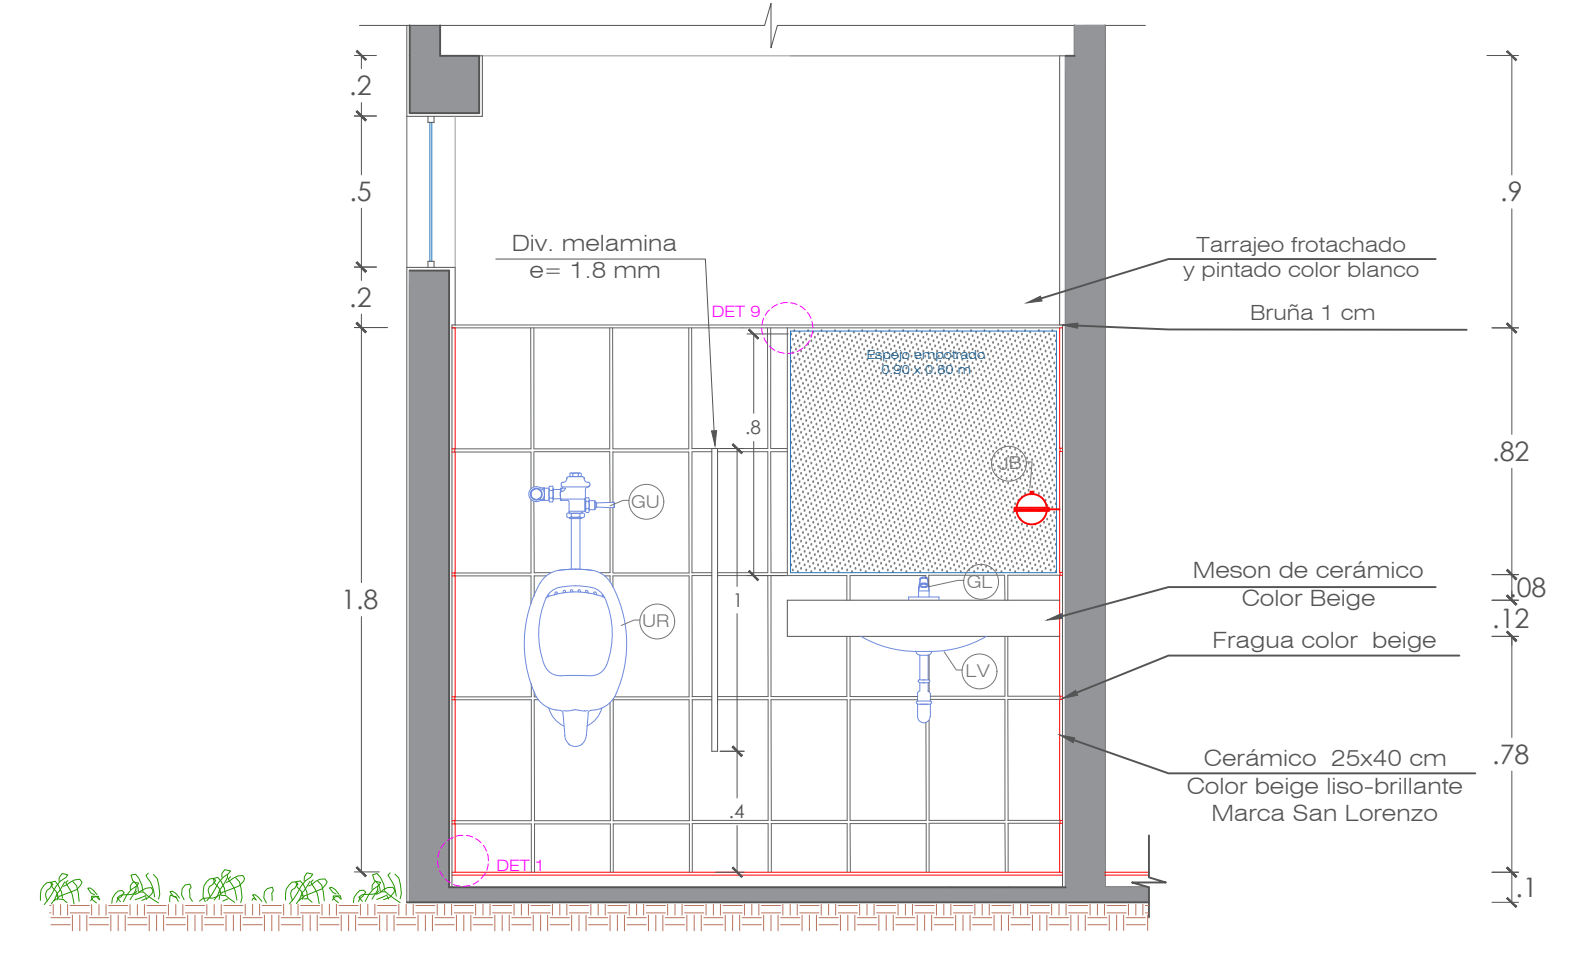 .2
.5
.2
1.8
Div. melamina
e= 1.8 mm
DET 9
Espejo empotrado
0.90 x 0.80 m
.8
1
.4
GU
UR
JB
GL
LV
DET 1
Tarrajeo frotachado
y pintado color blanco
Bruña 1 cm
Meson de cerámico
Color Beige
Fragua color beige
Cerámico 25x40 cm
Color beige liso-brillante
Marca San Lorenzo
.9
.82
.08
.12
.78
.1